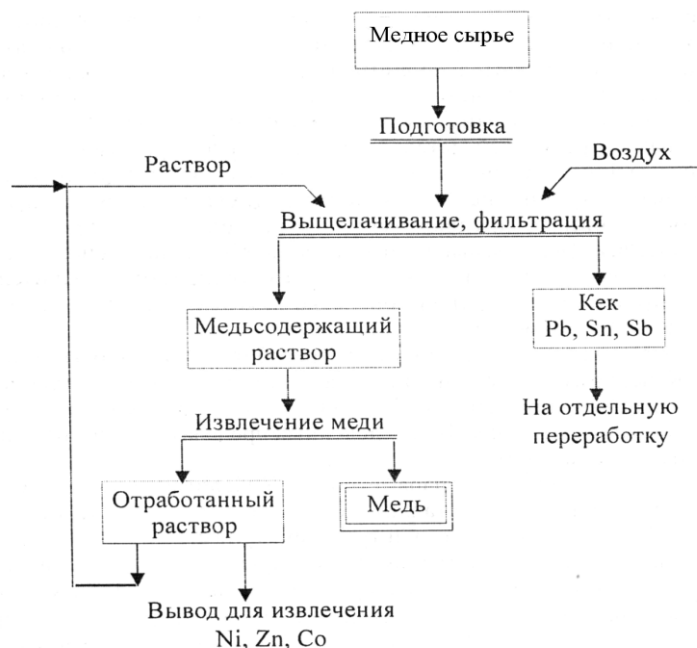 Медное сырье
Подготовка
Раствор
Воздух
Выщелачивание, фильтрация
Медьсодержащий
раствор
Кек
Pb, Sn, Sb
Извлечение меди
На отдельную
переработку
Отработанный
раствор
Медь
Вывод для извлечения
Ni, Zn, Co